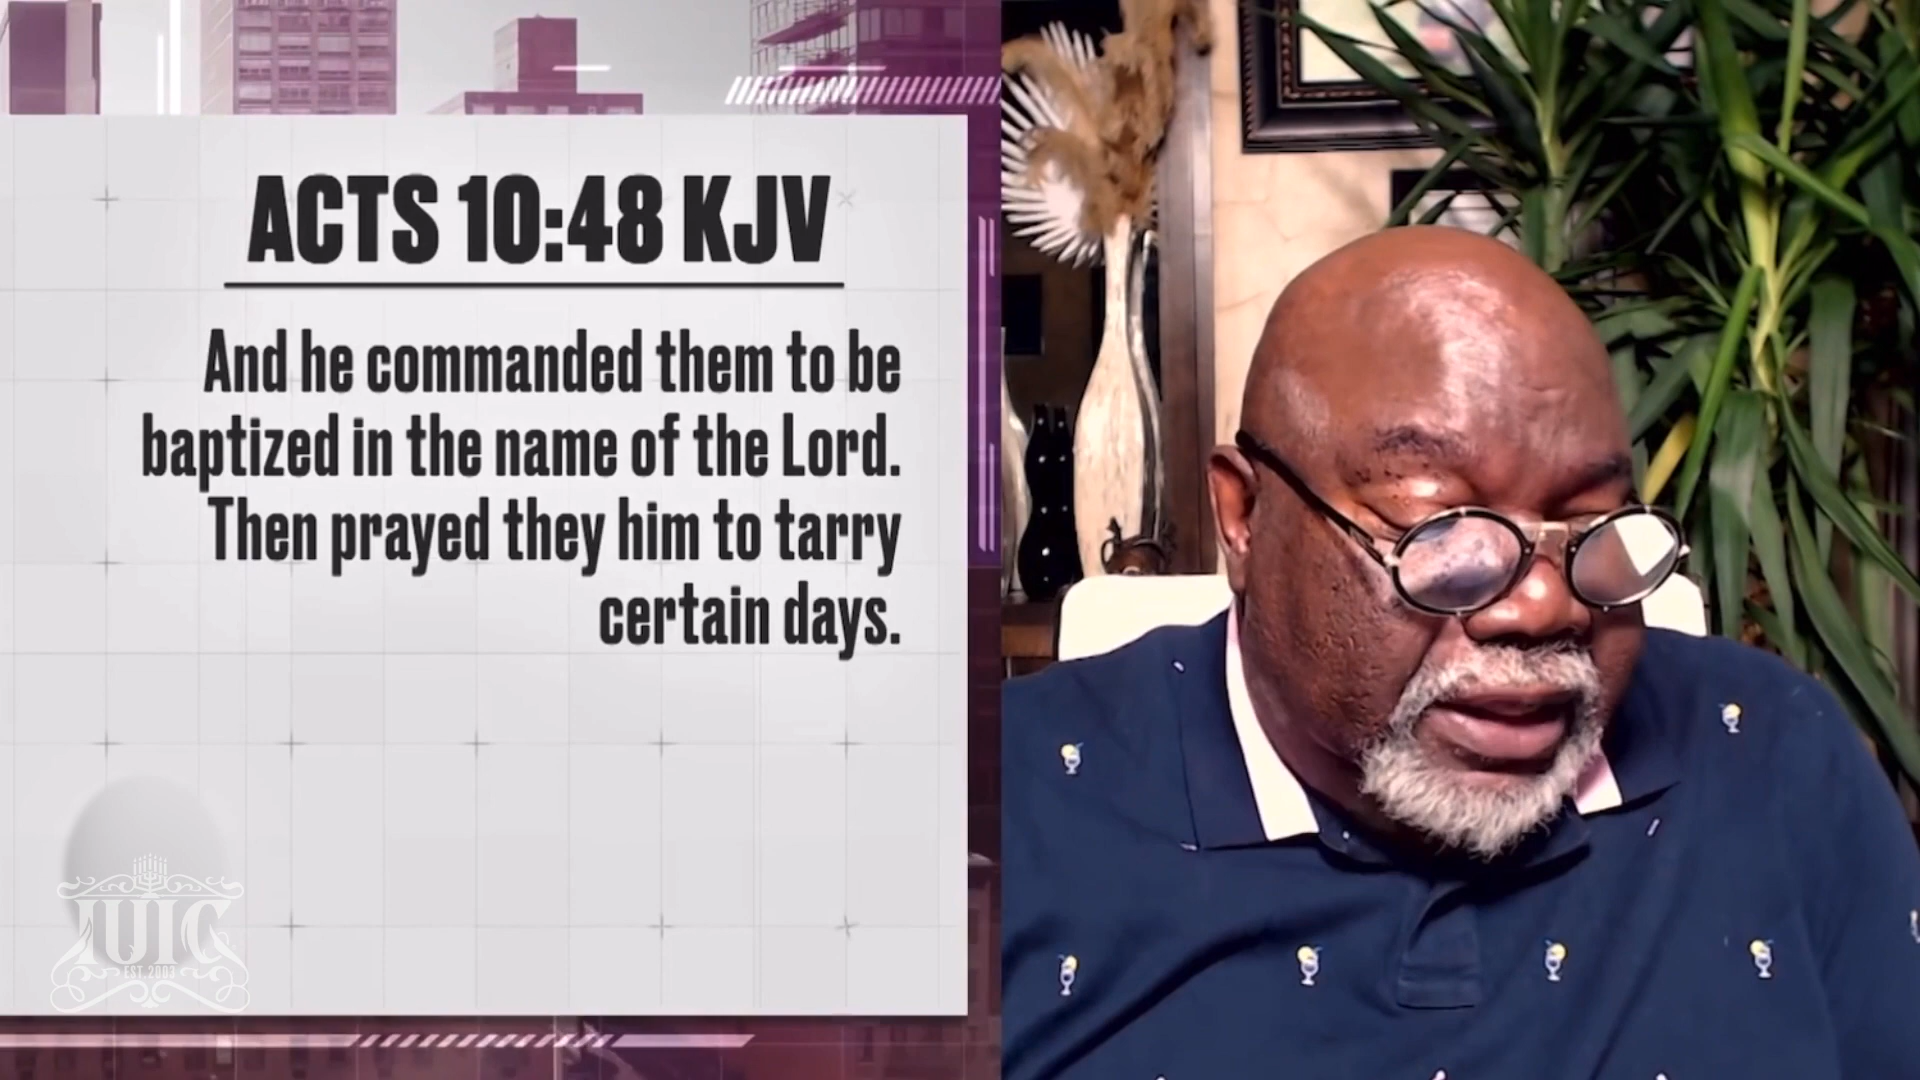 ACTS 10:48 KJV
And he commanded them to be
baptized in the name of the Lord.
Then prayed they him to tarry
certain days.
IUIC
EST. 2003